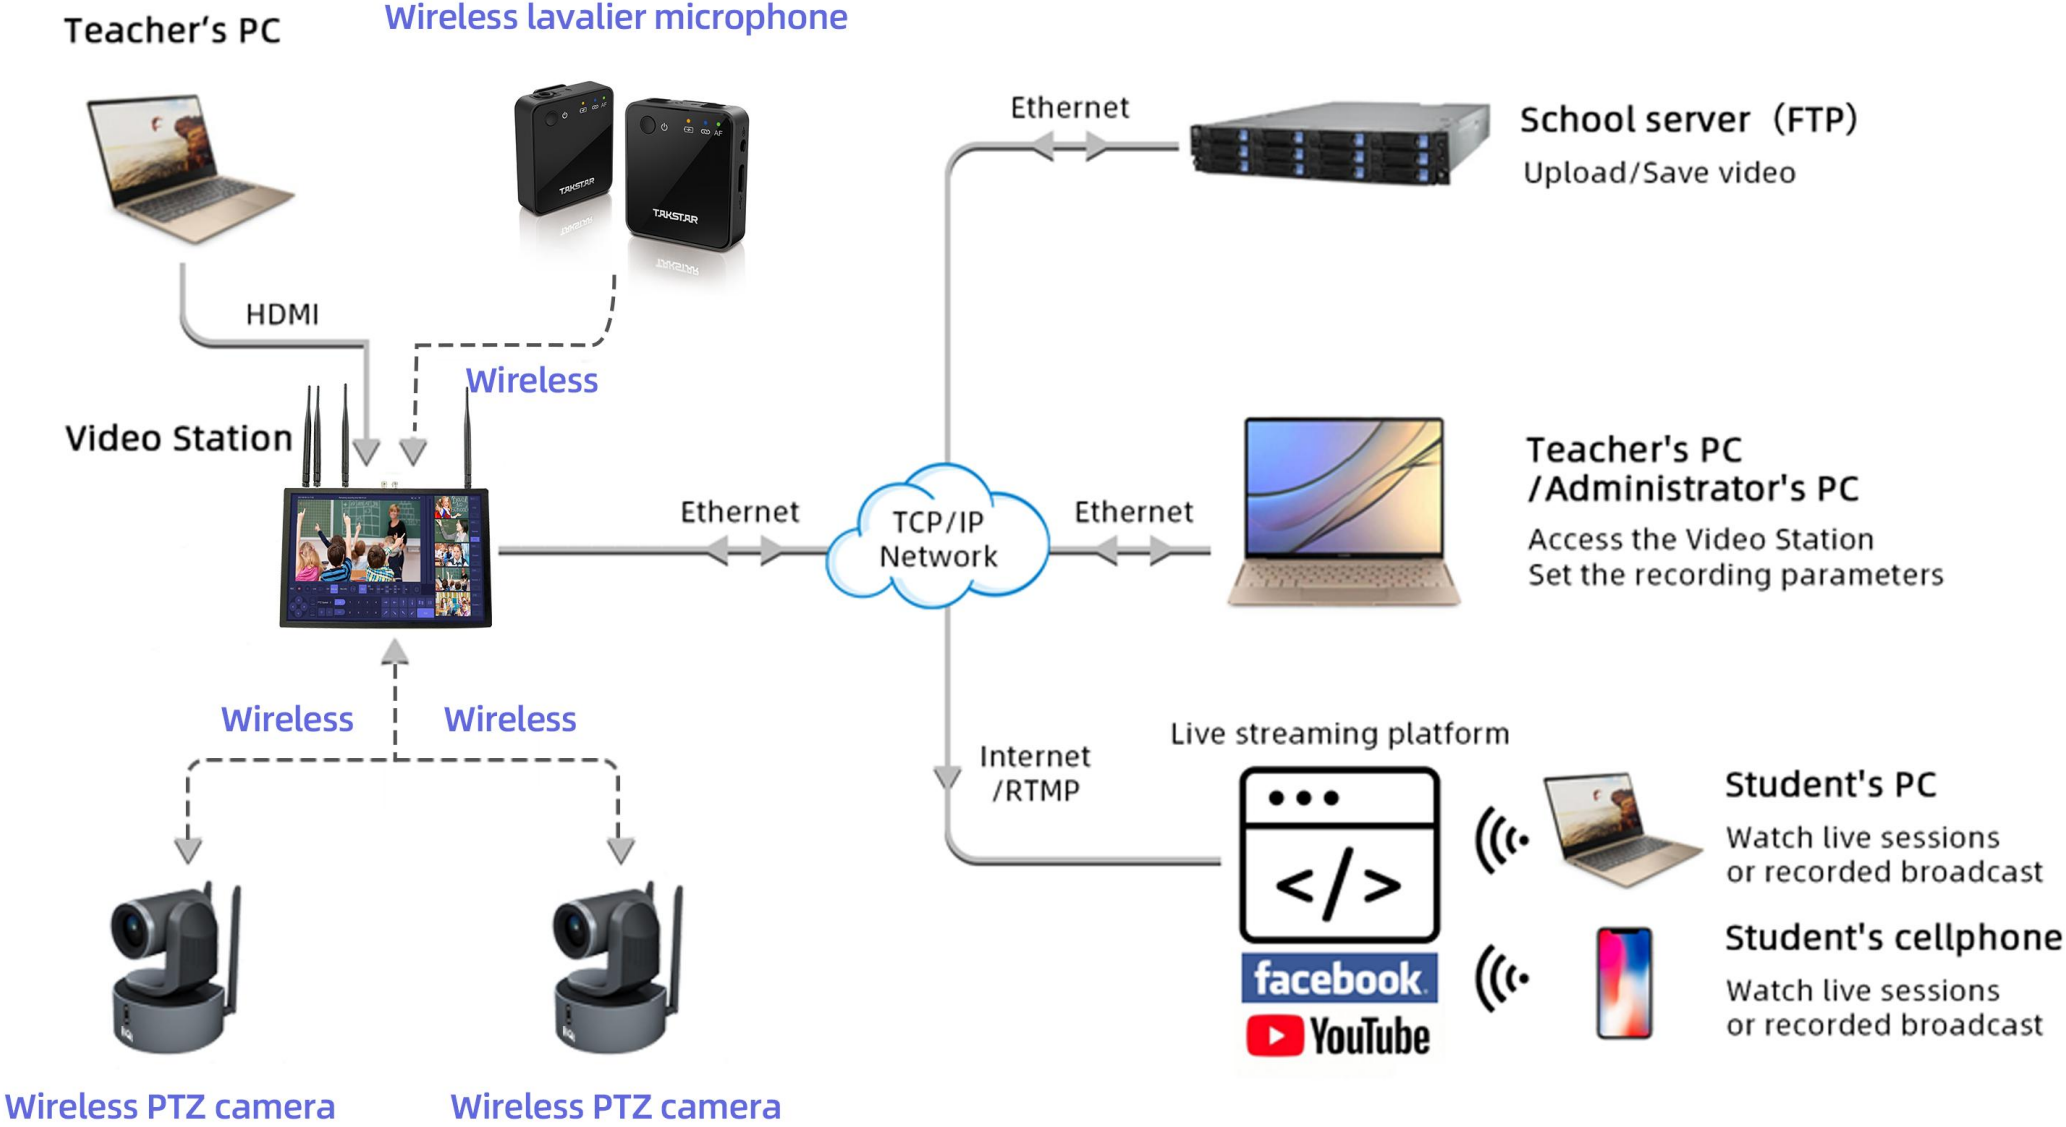 Teacher‘s PC
Wireless lavalier microphone
TAKSTAR
TAKSTAR
AF
AF
HDMI
Wireless
Video Station
Ethernet
School server（FTP）
Upload/Save video
Ethernet
TCP/IP
Network
Ethernet
Teacher's PC
/Administrator's PC
Access the Video Station
Set the recording parameters
Wireless
Wireless
Internet
/RTMP
Live streaming platform
</>
facebook.
YouTube
Student's PC
Watch live sessions
or recorded broadcast
Student's cellphone
Watch live sessions
or recorded broadcast
Wireless PTZ camera
Wireless PTZ camera